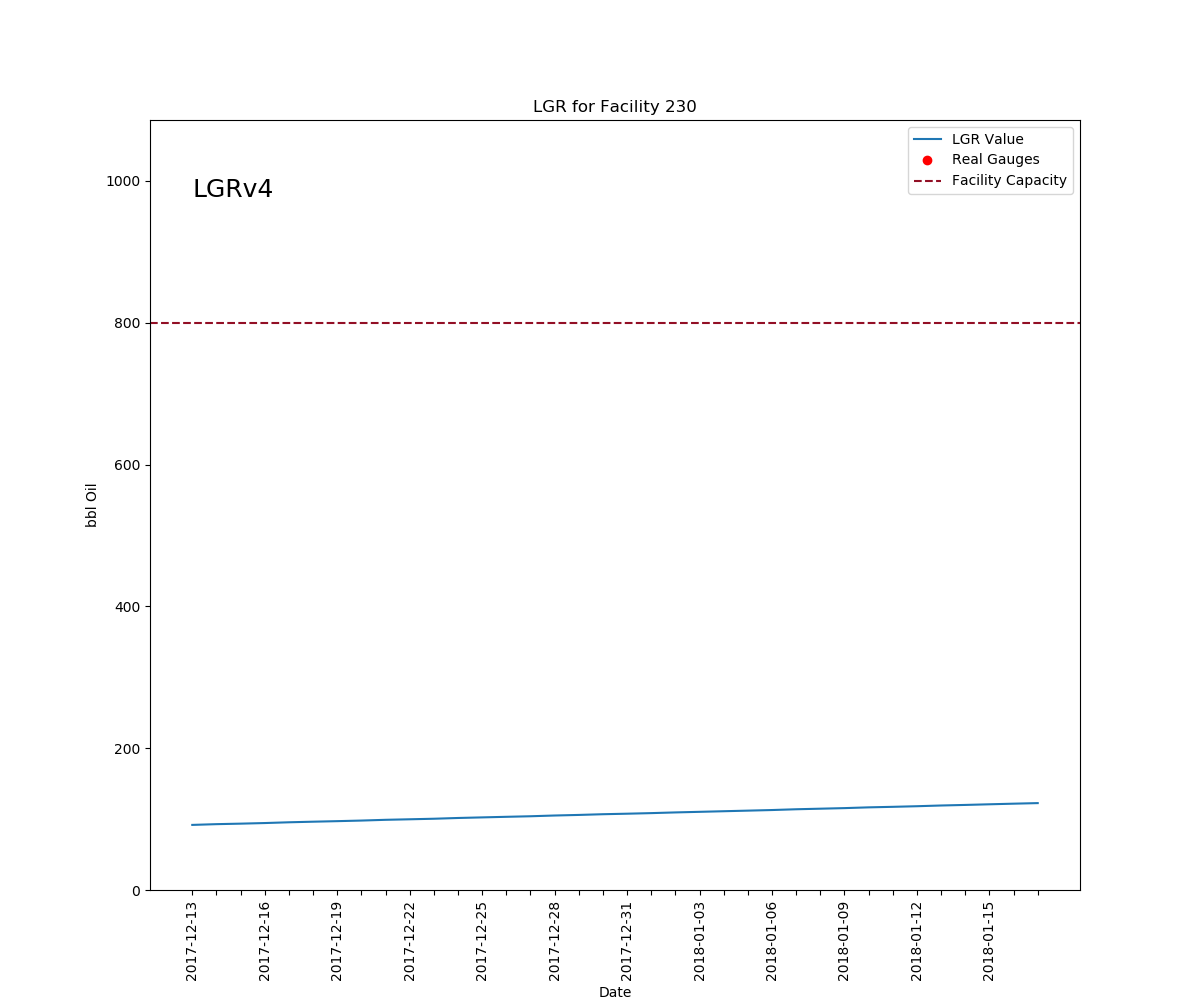 LGR for Facility 230
LGR Value
Real Gauges
Facility Capacity
LGRv4
1000
800
600
400
200
0
bbl Oil
2017-12-13
2017-12-16
2017-12-19
2017-12-22
2017-12-25
2017-12-28
2017-12-31
2018-01-03
2018-01-06
2018-01-09
2018-01-12
2018-01-15
Date